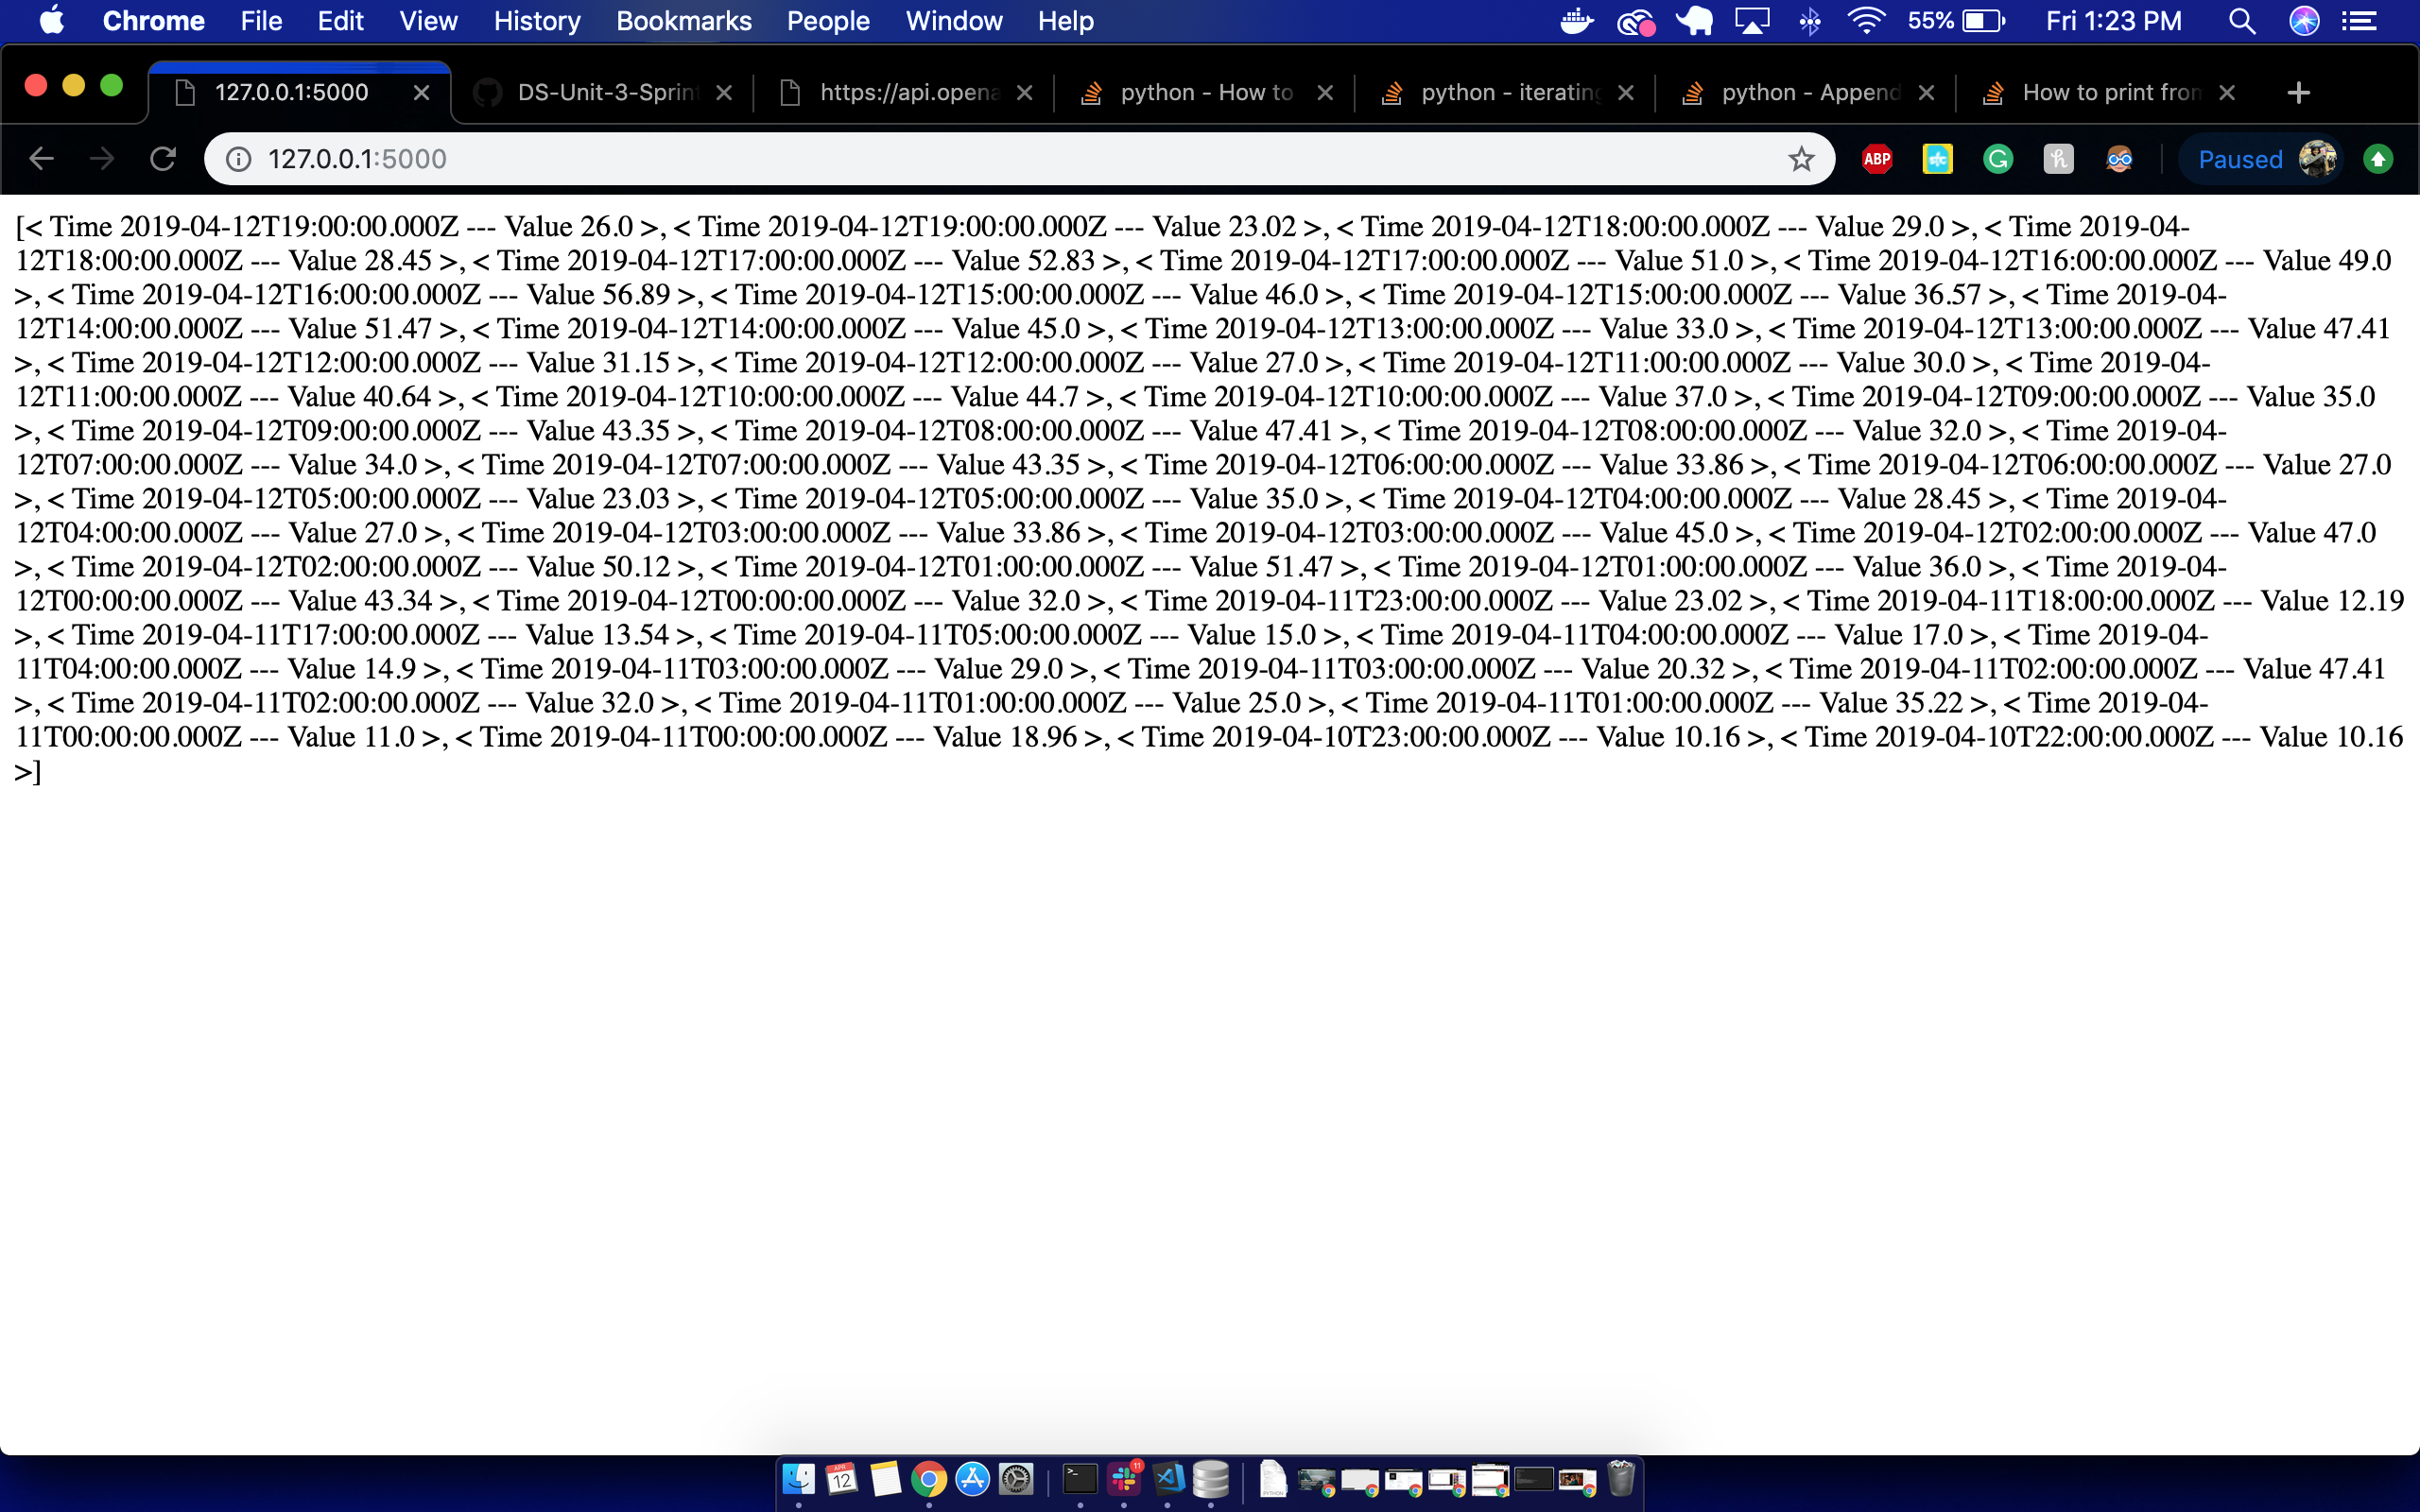 Chrome File Edit View History Bookmarks People Window Help 55% Fri 1:23 PM
127.0.0.1:5000 DS-Unit-3-Sprint https://api.opena python - How to python - iterating python - Append How to print from
127.0.0.1:5000 ABP sfc Paused
[< Time 2019-04-12T19:00:00.000Z --- Value 26.0 >, < Time 2019-04-12T19:00:00.000Z --- Value 23.02 >, < Time 2019-04-12T18:00:00.000Z --- Value 29.0 >, < Time 2019-04-
12T18:00:00.000Z --- Value 28.45 >, < Time 2019-04-12T17:00:00.000Z --- Value 52.83 >, < Time 2019-04-12T17:00:00.000Z --- Value 51.0 >, < Time 2019-04-12T16:00:00.000Z --- Value 49.0
>, < Time 2019-04-12T16:00:00.000Z --- Value 56.89 >, < Time 2019-04-12T15:00:00.000Z --- Value 46.0 >, < Time 2019-04-12T15:00:00.000Z --- Value 36.57 >, < Time 2019-04-
12T14:00:00.000Z --- Value 51.47 >, < Time 2019-04-12T14:00:00.000Z --- Value 45.0 >, < Time 2019-04-12T13:00:00.000Z --- Value 33.0 >, < Time 2019-04-12T13:00:00.000Z --- Value 47.41
>, < Time 2019-04-12T12:00:00.000Z --- Value 31.15 >, < Time 2019-04-12T12:00:00.000Z --- Value 27.0 >, < Time 2019-04-12T11:00:00.000Z --- Value 30.0 >, < Time 2019-04-
12T11:00:00.000Z --- Value 40.64 >, < Time 2019-04-12T10:00:00.000Z --- Value 44.7 >, < Time 2019-04-12T10:00:00.000Z --- Value 37.0 >, < Time 2019-04-12T09:00:00.000Z --- Value 35.0
>, < Time 2019-04-12T09:00:00.000Z --- Value 43.35 >, < Time 2019-04-12T08:00:00.000Z --- Value 47.41 >, < Time 2019-04-12T08:00:00.000Z --- Value 32.0 >, < Time 2019-04-
12T07:00:00.000Z --- Value 34.0 >, < Time 2019-04-12T07:00:00.000Z --- Value 43.35 >, < Time 2019-04-12T06:00:00.000Z --- Value 33.86 >, < Time 2019-04-12T06:00:00.000Z --- Value 27.0
>, < Time 2019-04-12T05:00:00.000Z --- Value 23.03 >, < Time 2019-04-12T05:00:00.000Z --- Value 35.0 >, < Time 2019-04-12T04:00:00.000Z --- Value 28.45 >, < Time 2019-04-
12T04:00:00.000Z --- Value 27.0 >, < Time 2019-04-12T03:00:00.000Z --- Value 33.86 >, < Time 2019-04-12T03:00:00.000Z --- Value 45.0 >, < Time 2019-04-12T02:00:00.000Z --- Value 47.0
>, < Time 2019-04-12T02:00:00.000Z --- Value 50.12 >, < Time 2019-04-12T01:00:00.000Z --- Value 51.47 >, < Time 2019-04-12T01:00:00.000Z --- Value 36.0 >, < Time 2019-04-
12T00:00:00.000Z --- Value 43.34 >, < Time 2019-04-12T00:00:00.000Z --- Value 32.0 >, < Time 2019-04-11T23:00:00.000Z --- Value 23.02 >, < Time 2019-04-11T18:00:00.000Z --- Value 12.19
>, < Time 2019-04-11T17:00:00.000Z --- Value 13.54 >, < Time 2019-04-11T05:00:00.000Z --- Value 15.0 >, < Time 2019-04-11T04:00:00.000Z --- Value 17.0 >, < Time 2019-04-
11T04:00:00.000Z --- Value 14.9 >, < Time 2019-04-11T03:00:00.000Z --- Value 29.0 >, < Time 2019-04-11T03:00:00.000Z --- Value 20.32 >, < Time 2019-04-11T02:00:00.000Z --- Value 47.41
>, < Time 2019-04-11T02:00:00.000Z --- Value 32.0 >, < Time 2019-04-11T01:00:00.000Z --- Value 25.0 >, < Time 2019-04-11T01:00:00.000Z --- Value 35.22 >, < Time 2019-04-
11T00:00:00.000Z --- Value 11.0 >, < Time 2019-04-11T00:00:00.000Z --- Value 18.96 >, < Time 2019-04-10T23:00:00.000Z --- Value 10.16 >, < Time 2019-04-10T22:00:00.000Z --- Value 10.16
>]
APR 12 11 PYTHON